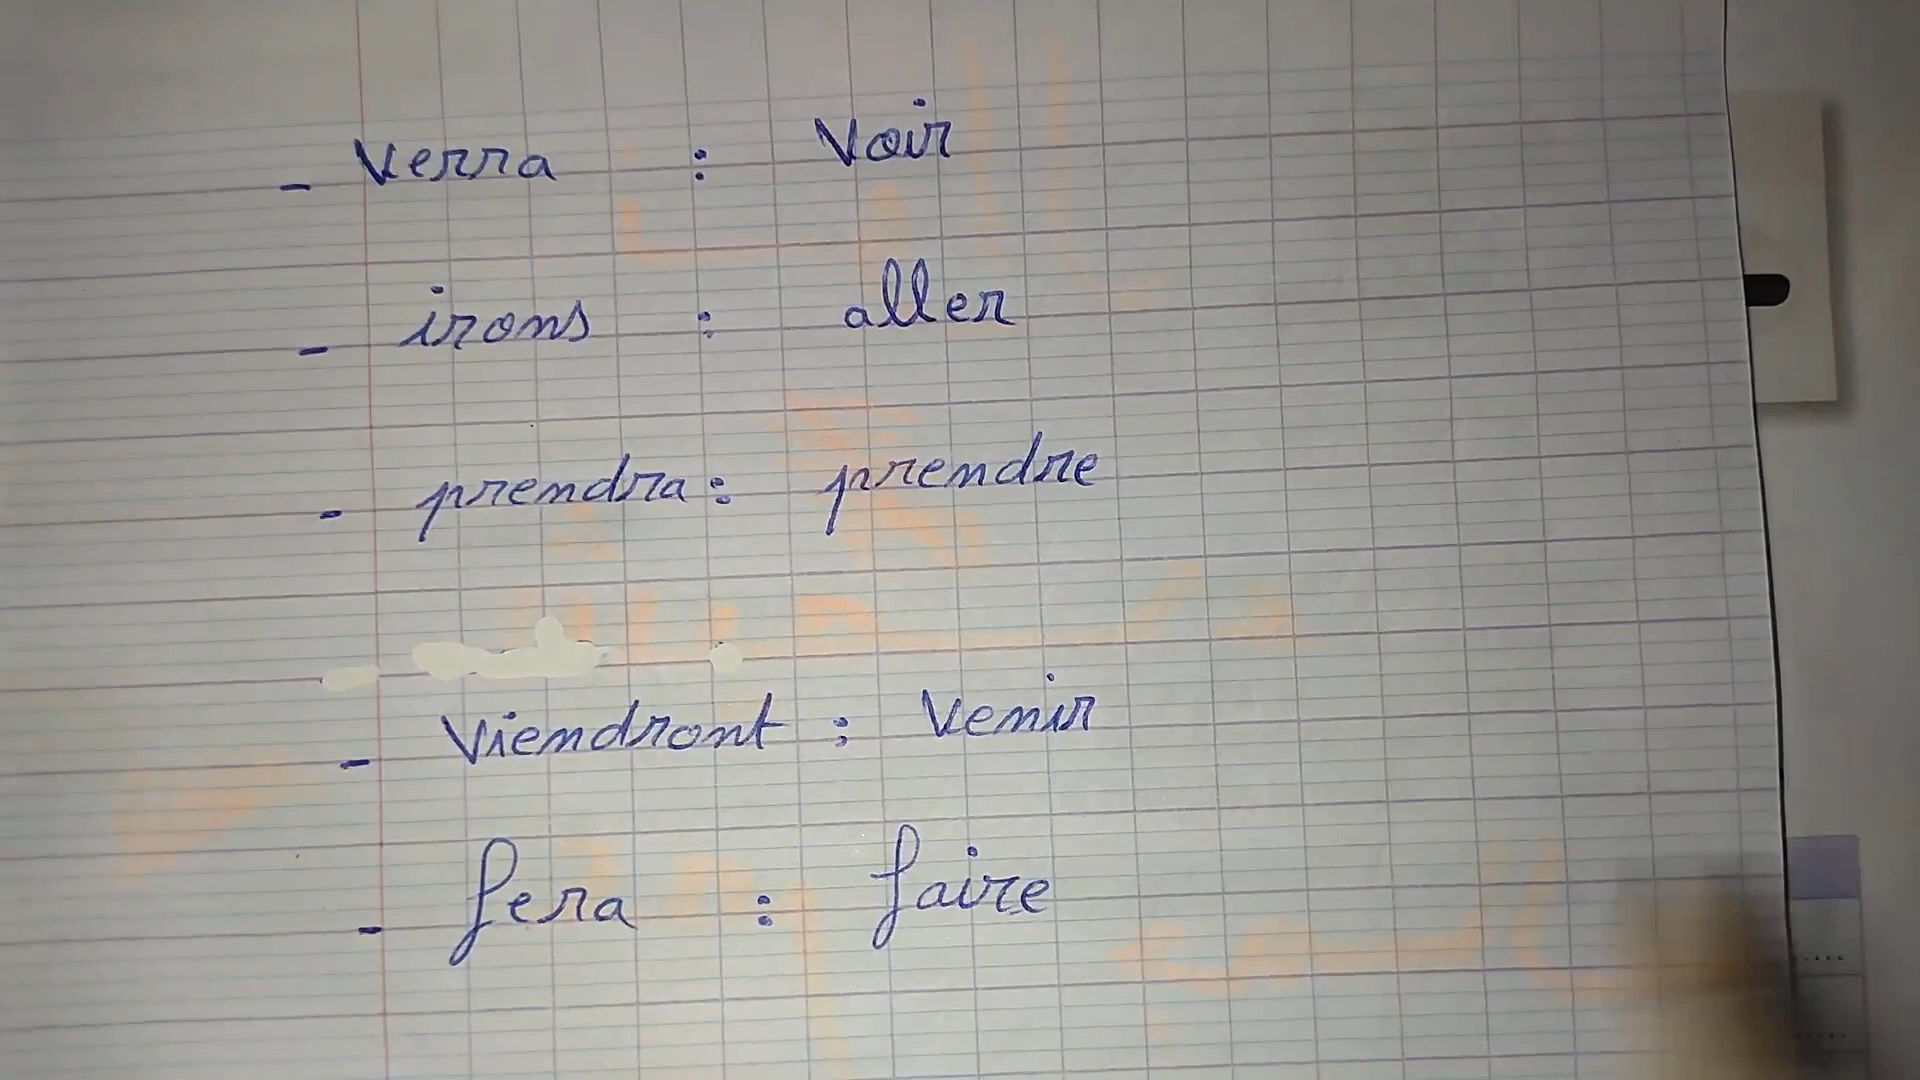 - verra : voir
- irons : aller
- prendra : prendre
- viendront : venir
- fera : faire